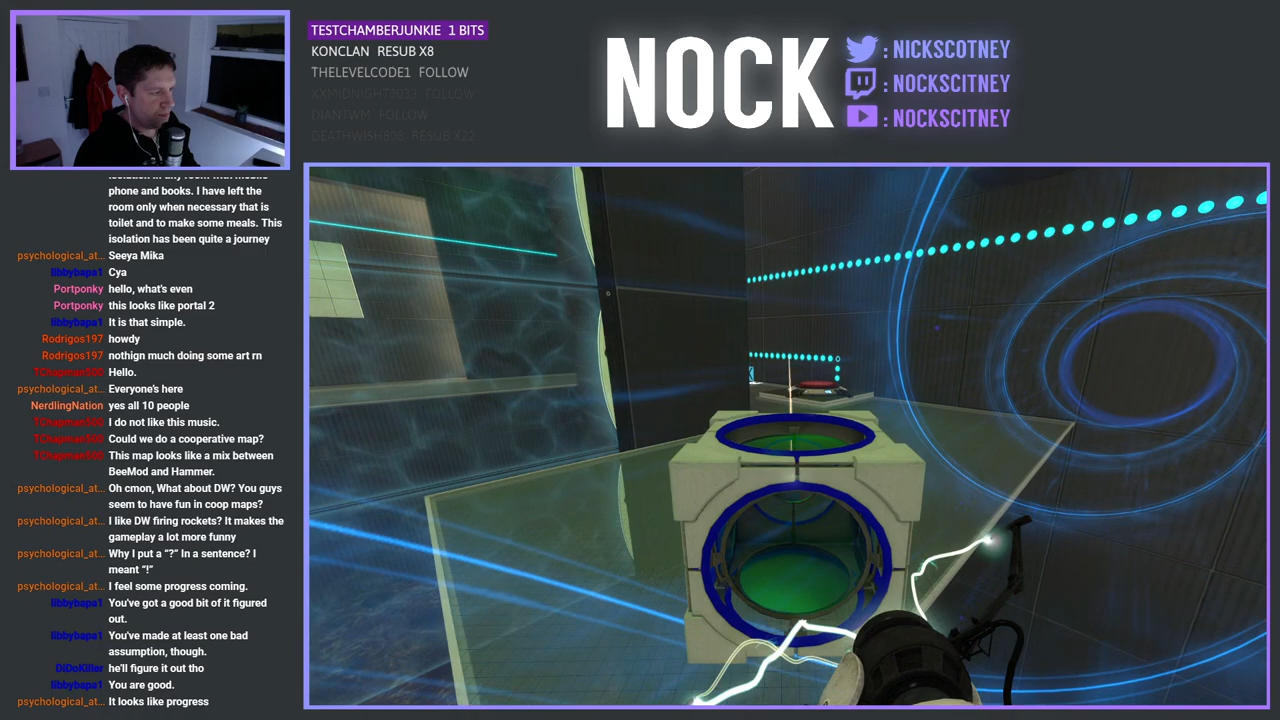 TESTCHAMBERJUNKIE 1 BITS
KONCLAN RESUB X8
THELEVELCODE1 FOLLOW
XXMIDNIGHT0033 FOLLOW
DIANTWM FOLLOW
DEATHWISH808 RESUB X22
NOCK
: NICKSCOTNEY
: NOCKSCITNEY
: NOCKSCITNEY
phone and books. I have left the
room only when necessary that is
toilet and to make some meals. This
isolation has been quite a journey
psychological_at... Seeya Mika
libbybapa1 Cya
Portponky hello, what's even
Portponky this looks like portal 2
libbybapa1 It is that simple.
Rodrigos197 howdy
Rodrigos197 nothign much doing some art rn
TChapman500 Hello.
psychological_at... Everyone's here
NerdlingNation yes all 10 people
TChapman500 I do not like this music.
TChapman500 Could we do a cooperative map?
TChapman500 This map looks like a mix between
BeeMod and Hammer.
psychological_at... Oh cmon, What about DW? You guys
seem to have fun in coop maps?
psychological_at... I like DW firing rockets? It makes the
gameplay a lot more funny
psychological_at... Why I put a “?” In a sentence? I
meant “!”
psychological_at... I feel some progress coming.
libbybapa1 You've got a good bit of it figured
out.
libbybapa1 You've made at least one bad
assumption, though.
DiDoKiller he'll figure it out tho
libbybapa1 You are good.
psychological_at... It looks like progress